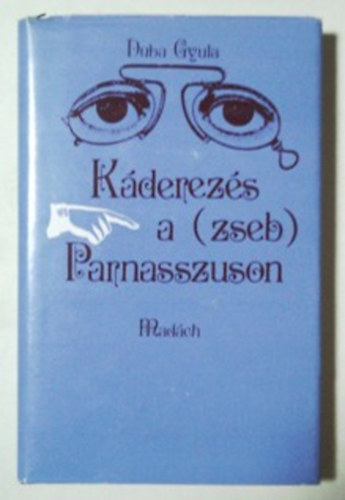 Duba Gyula
Káderezés
a (zseb)
Parnasszuson
Madách